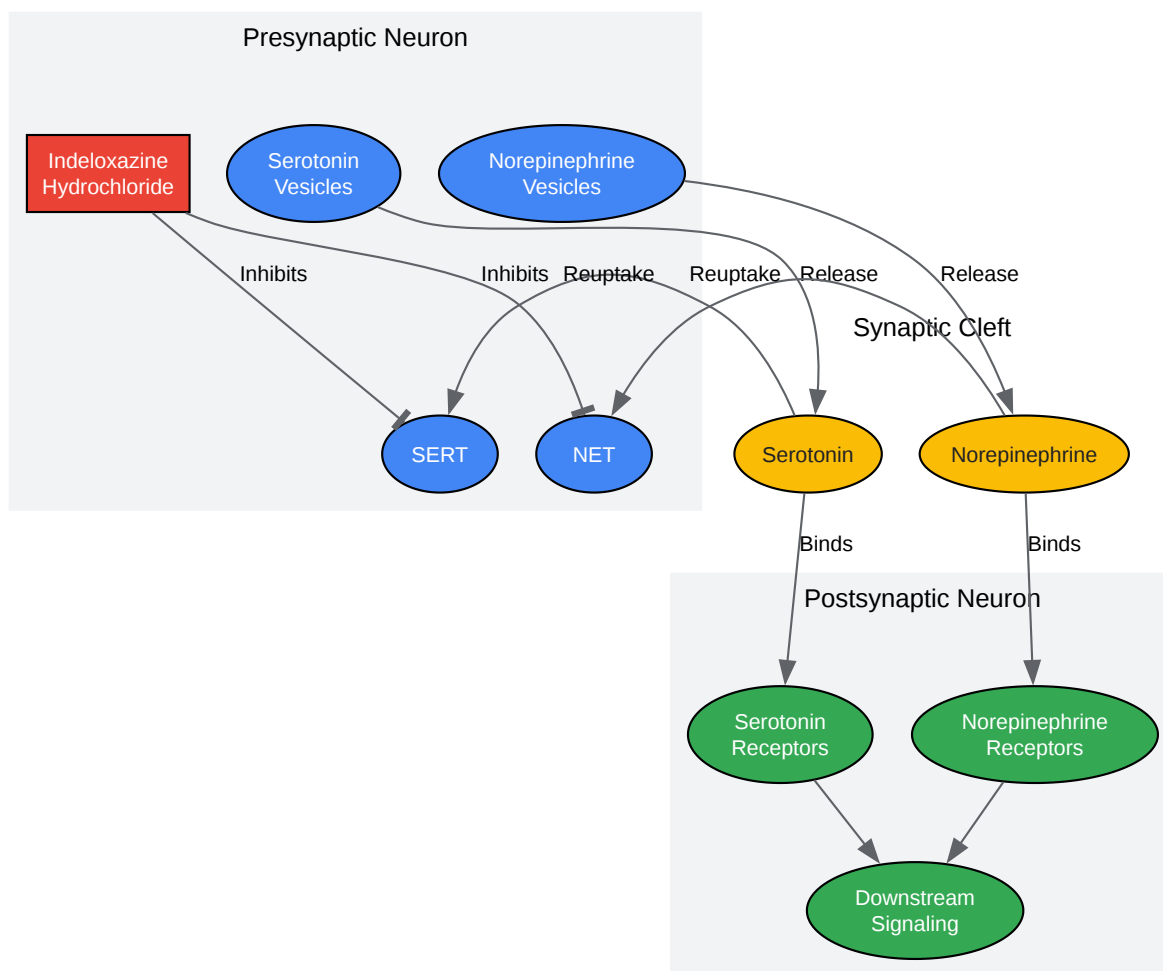 Presynaptic Neuron
Indeloxazine
Hydrochloride
Serotonin
Vesicles
Norepinephrine
Vesicles
Inhibits
Inhibits
Reuptake
Reuptake
Release
Release
Synaptic Cleft
SERT
NET
Serotonin
Norepinephrine
Binds
Binds
Postsynaptic Neuron
Serotonin
Receptors
Norepinephrine
Receptors
Downstream
Signaling